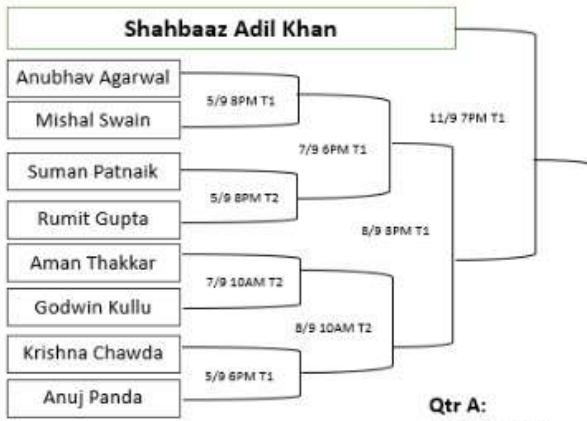 Shahbaaz Adil Khan
Anubhav Agarwal
5/9 8PM T1
Mishal Swain
11/9 7PM T1
7/9 6PM T1
Suman Patnaik
5/9 8PM T2
Rumit Gupta
8/9 8PM T1
Aman Thakkar
7/9 10AM T2
Godwin Kullu
8/9 10AM T2
Krishna Chawda
5/9 6PM T1
Anuj Panda
Qtr A: